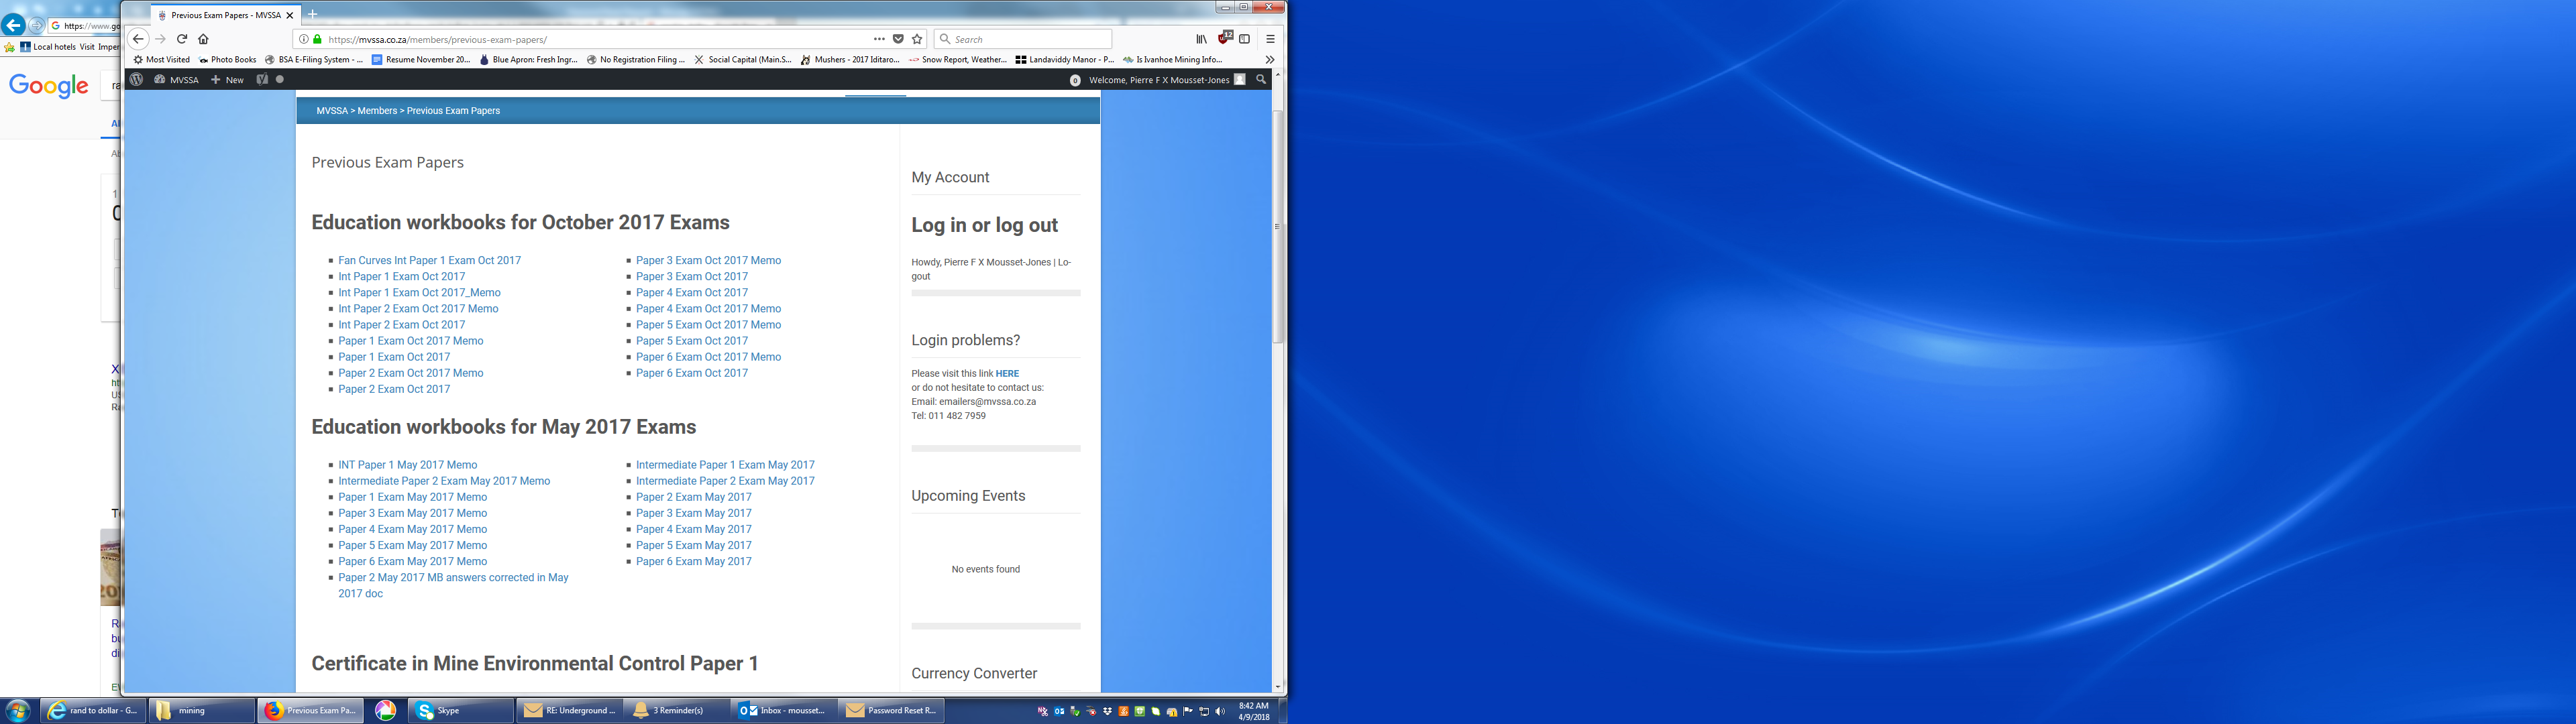 Previous Exam Papers - MVSSA
https://www.go
https://mvssa.co.za/members/previous-exam-papers/
Search
Local hotels Visit Imper
Most Visited Photo Books BSA E-Filing System - ... Resume November 20... Blue Apron: Fresh Ingr... No Registration Filing ... Social Capital (Main.S... Mushers - 2017 Iditaro... Snow Report, Weather... Landaviddy Manor - P... Is Ivanhoe Mining Info...
MVSSA New 0 Welcome, Pierre F X Mousset-Jones
Google
MVSSA > Members > Previous Exam Papers
Previous Exam Papers
Education workbooks for October 2017 Exams
Fan Curves Int Paper 1 Exam Oct 2017
Int Paper 1 Exam Oct 2017
Int Paper 1 Exam Oct 2017_Memo
Int Paper 2 Exam Oct 2017 Memo
Int Paper 2 Exam Oct 2017
Paper 1 Exam Oct 2017 Memo
Paper 1 Exam Oct 2017
Paper 2 Exam Oct 2017 Memo
Paper 2 Exam Oct 2017
Paper 3 Exam Oct 2017 Memo
Paper 3 Exam Oct 2017
Paper 4 Exam Oct 2017
Paper 4 Exam Oct 2017 Memo
Paper 5 Exam Oct 2017 Memo
Paper 5 Exam Oct 2017
Paper 6 Exam Oct 2017 Memo
Paper 6 Exam Oct 2017
Education workbooks for May 2017 Exams
INT Paper 1 May 2017 Memo
Intermediate Paper 2 Exam May 2017 Memo
Paper 1 Exam May 2017 Memo
Paper 3 Exam May 2017 Memo
Paper 4 Exam May 2017 Memo
Paper 5 Exam May 2017 Memo
Paper 6 Exam May 2017 Memo
Paper 2 May 2017 MB answers corrected in May
2017 doc
Intermediate Paper 1 Exam May 2017
Intermediate Paper 2 Exam May 2017
Paper 2 Exam May 2017
Paper 3 Exam May 2017
Paper 4 Exam May 2017
Paper 5 Exam May 2017
Paper 6 Exam May 2017
Certificate in Mine Environmental Control Paper 1
My Account
Log in or log out
Howdy, Pierre F X Mousset-Jones | Lo-
gout
Login problems?
Please visit this link HERE
or do not hesitate to contact us:
Email: emailers@mvssa.co.za
Tel: 011 482 7959
Upcoming Events
No events found
Currency Converter
rand to dollar - G... mining Previous Exam Pa... Skype RE: Underground ... 3 Reminder(s) Inbox - mousset... Password Reset R...
8:42 AM
4/9/2018